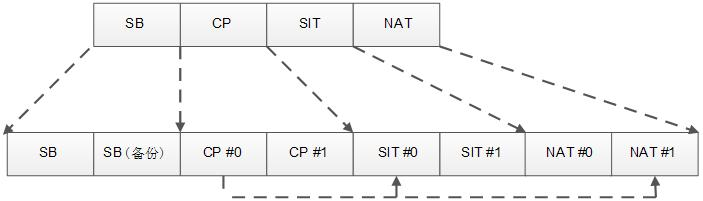 SB CP SIT NAT
SB SB（备份） CP #0 CP #1 SIT #0 SIT #1 NAT #0 NAT #1